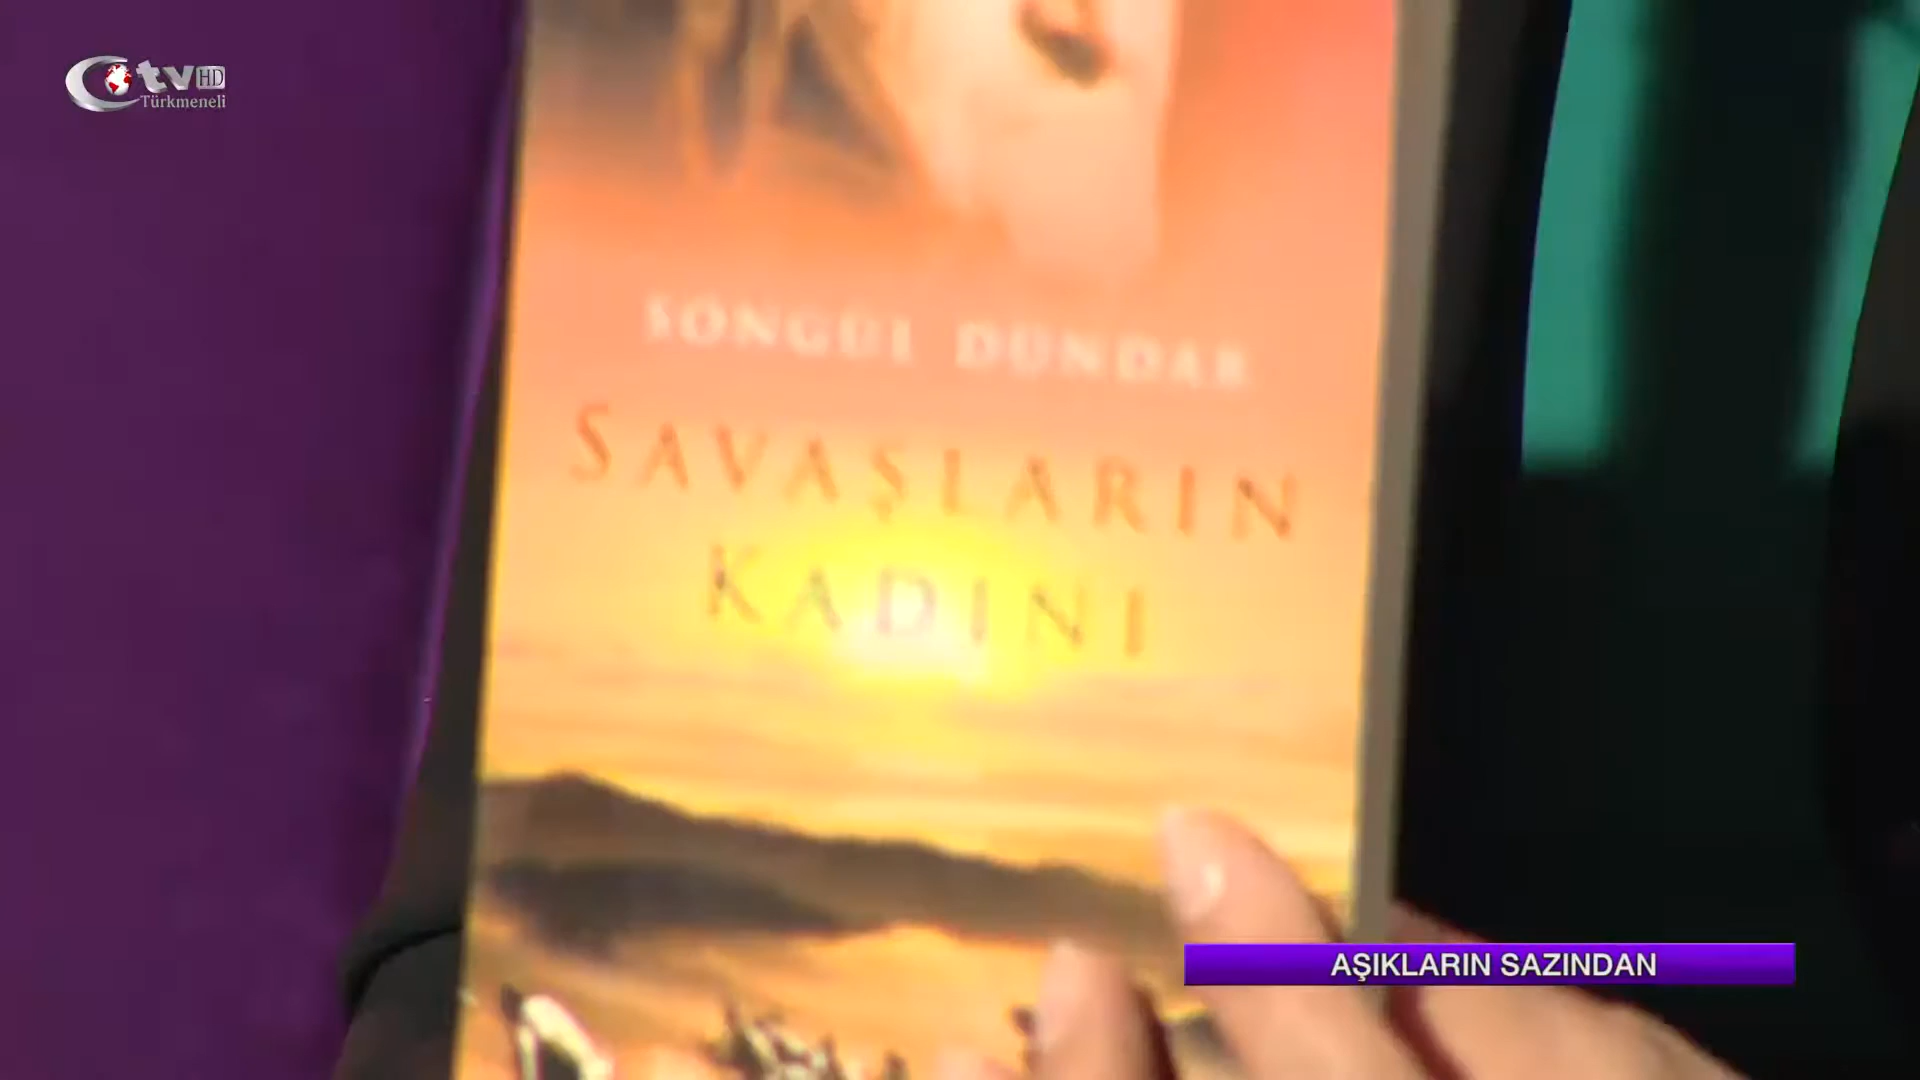 tv HD
Türkmeneli
SONGÜL DÜNDAR
SAVAŞLARIN
KADINI
AŞIKLARIN SAZINDAN